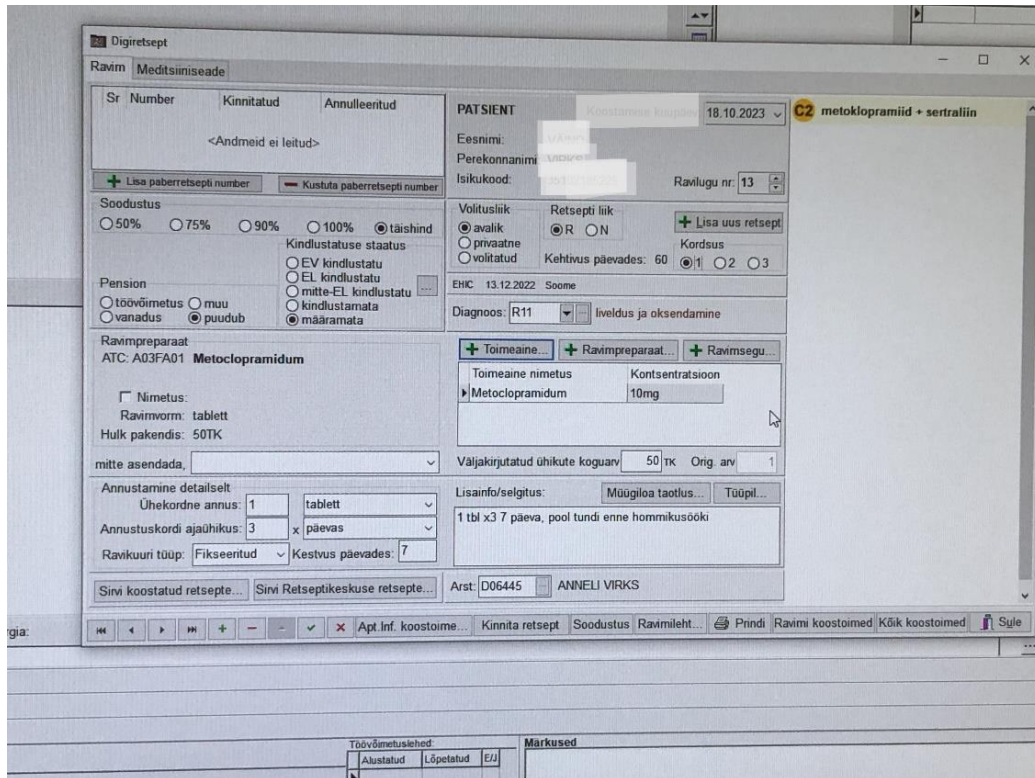 Digiretsept
Ravim Meditsiiniseade
Sr Number Kinnitatud Annulleeritud
<Andmeid ei leitud>
Lisa paberretsepti number Kustuta paberretsepti number
Soodustus
50% 75% 90% 100% täishind
Kindlustatuse staatus
EV kindlustatu
EL kindlustatu
mitte-EL kindlustatu ...
kindlustamata
määramata
Pension
töövõimetus muu
vanadus puudub
Ravimpreparaat
ATC: A03FA01 Metoclopramidum
Nimetus:
Ravimvorm: tablett
Hulk pakendis: 50TK
mitte asendada,
Annustamine detailselt
Ühekordne annus: 1 tablett
Annustuskordi ajaühikus: 3 x päevas
Ravikuuri tüüp: Fikseeritud Kestvus päevades: 7
Sirvi koostatud retsepte... Sirvi Retseptikeskuse retsepte...
PATSIENT 18.10.2023
Eesnimi:
Perekonnanimi
Isikukood: Ravilugu nr: 13
Volitusliik Retsepti liik
avalik R N Lisa uus retsept
privaatne Kordsus
volitatud Kehtivus päevades: 60 1 2 3
EHIC 13.12.2022 Soome
Diagnoos: R11 ... Iiveldus ja oksendamine
Toimeaine... Ravimpreparaat... Ravimsegu...
Toimeaine nimetus Kontsentratsioon
Metoclopramidum 10mg
Väljakirjutatud ühikute koguarv 50 TK Orig. arv 1
Lisainfo/selgitus: Müügiloa taotlus... Tüüpil...
1 tbl x3 7 päeva, pool tundi enne hommikusööki
Arst: D06445 ... ANNELI VIRKS
C2 metoklopramiid + sertraliin
Apt.Inf. koostoime... Kinnita retsept Soodustus Ravimileht... Prindi Ravimi koostoimed Kõik koostoimed Sule
rgia:
Töövõimetuslehed: Märkused
Alustatud Lõpetatud E/J